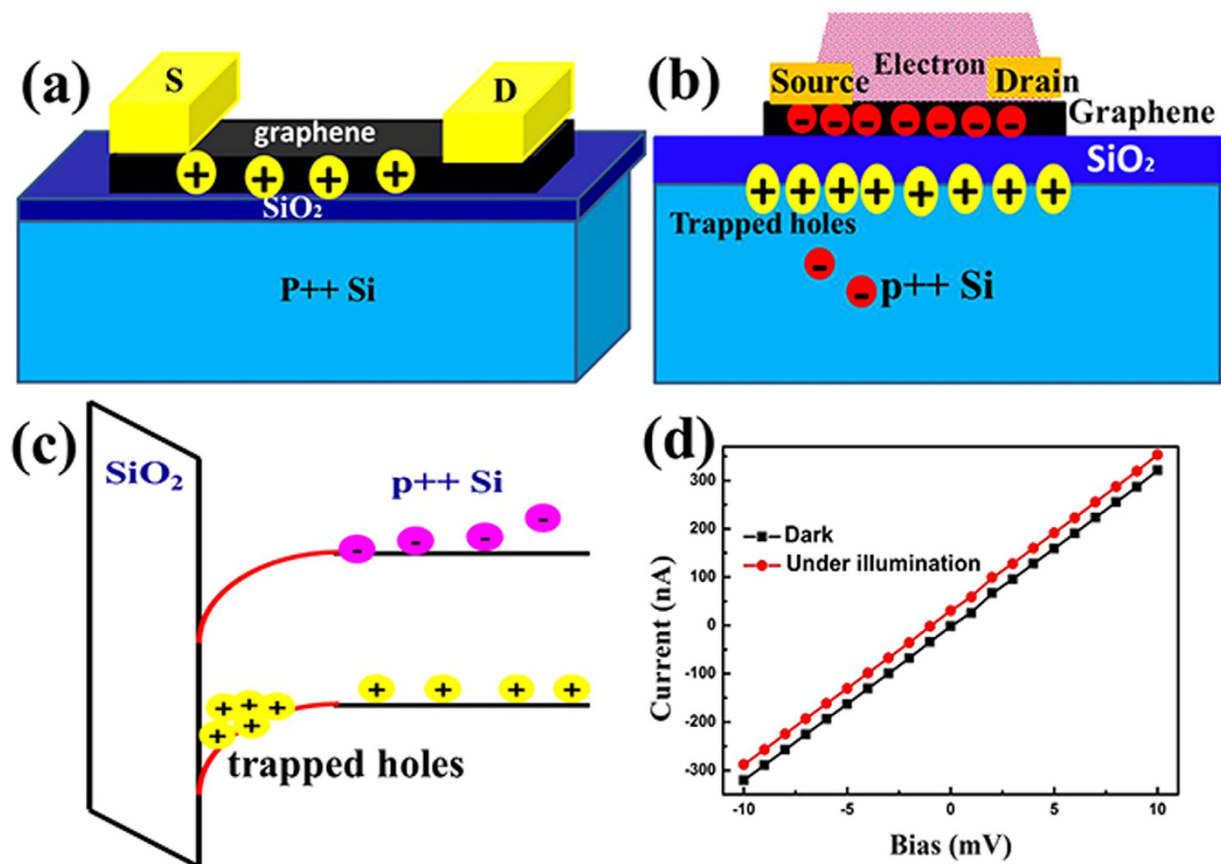 (a)
S
D
graphene
+ + + +
SiO₂
P++ Si
(b)
Electron
Source
Drain
- - - - - - -
Graphene
SiO₂
+ + + + + + + +
Trapped holes
-
-
p++ Si
(c)
SiO₂
p++ Si
- - - -
+ + + +
+ + +
+ +
trapped holes
(d)
Dark
Under illumination
Current (nA)
300
200
100
0
-100
-200
-300
-10 -5 0 5 10
Bias (mV)